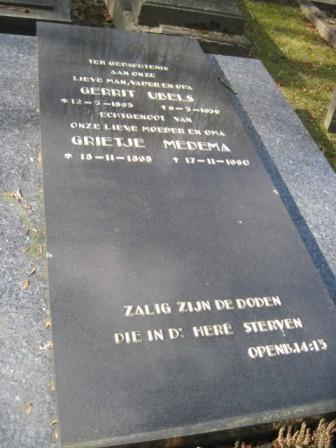 TER GEDACHTENIS
AAN ONZE
LIEVE MAN, VADER EN OPA
GERRIT UBELS
ECHTGENOOT VAN
ONZE LIEVE MOEDER EN OMA
GRIETJE MEDEMA
ZALIG ZIJN DE DODEN
DIE IN D' HERE STERVEN
OPENB. 14:13